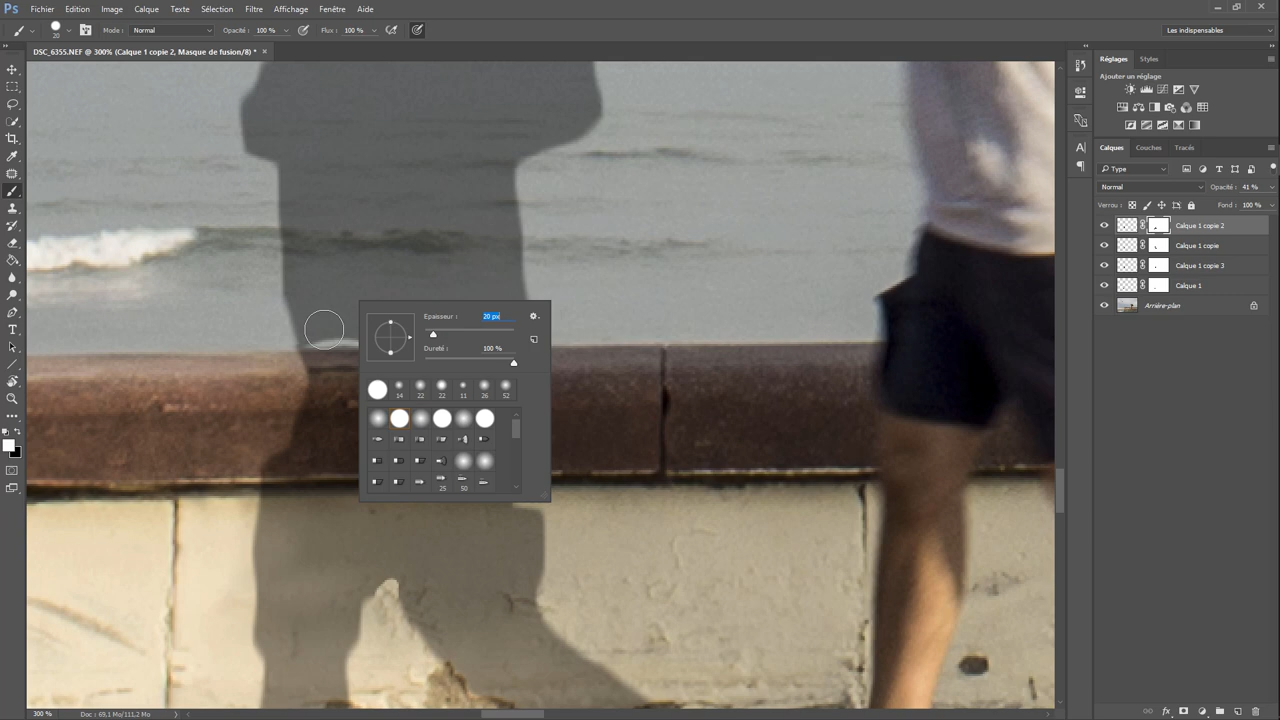 Ps Fichier Edition Image Calque Texte Sélection Filtre Affichage Fenêtre Aide
20 Mode : Normal Opacité : 100 % Flux : 100 % Les indispensables
DSC_6355.NEF @ 300% (Calque 1 copie 2, Masque de fusion/8) * ×
Réglages Styles
Ajouter un réglage
Calques Couches Tracés
Type
Normal Opacité : 41 %
Verrou : Fond : 100 %
Calque 1 copie 2
Calque 1 copie
Calque 1 copie 3
Calque 1
Arrière-plan
Epaisseur : 20 px
Dureté : 100 %
14 22 22 11 26 52
25 50
300 % Doc : 69,1 Mo/111,2 Mo